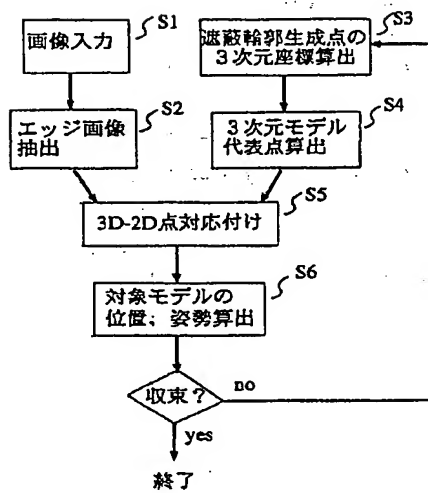 S1
画像入力
S2
エッジ画像
抽出
S3
遮蔽輪郭生成点の
3次元座標算出
S4
3次元モデル
代表点算出
S5
3D-2D点対応付け
S6
対象モデルの
位置；姿勢算出
収束？
no
yes
終了